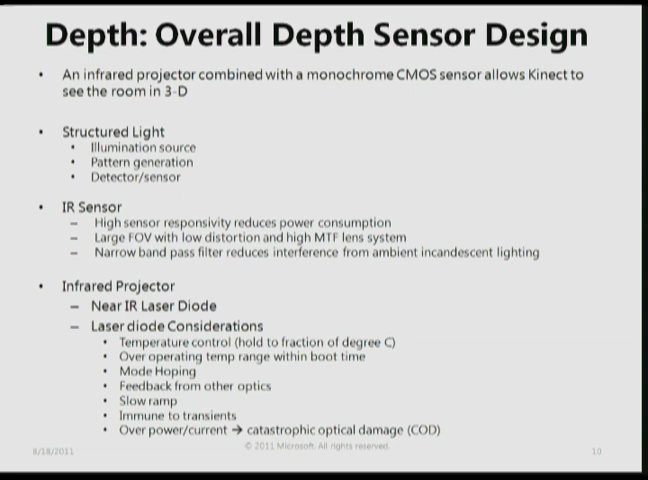 Depth: Overall Depth Sensor Design
• An infrared projector combined with a monochrome CMOS sensor allows Kinect to
see the room in 3-D
• Structured Light
• Illumination source
• Pattern generation
• Detector/sensor
• IR Sensor
– High sensor responsivity reduces power consumption
– Large FOV with low distortion and high MTF lens system
– Narrow band pass filter reduces interference from ambient incandescent lighting
• Infrared Projector
– Near IR Laser Diode
– Laser diode Considerations
• Temperature control (hold to fraction of degree C)
• Over operating temp range within boot time
• Mode Hoping
• Feedback from other optics
• Slow ramp
• Immune to transients
• Over power/current → catastrophic optical damage (COD)
8/18/2011
© 2011 Microsoft. All rights reserved.
10